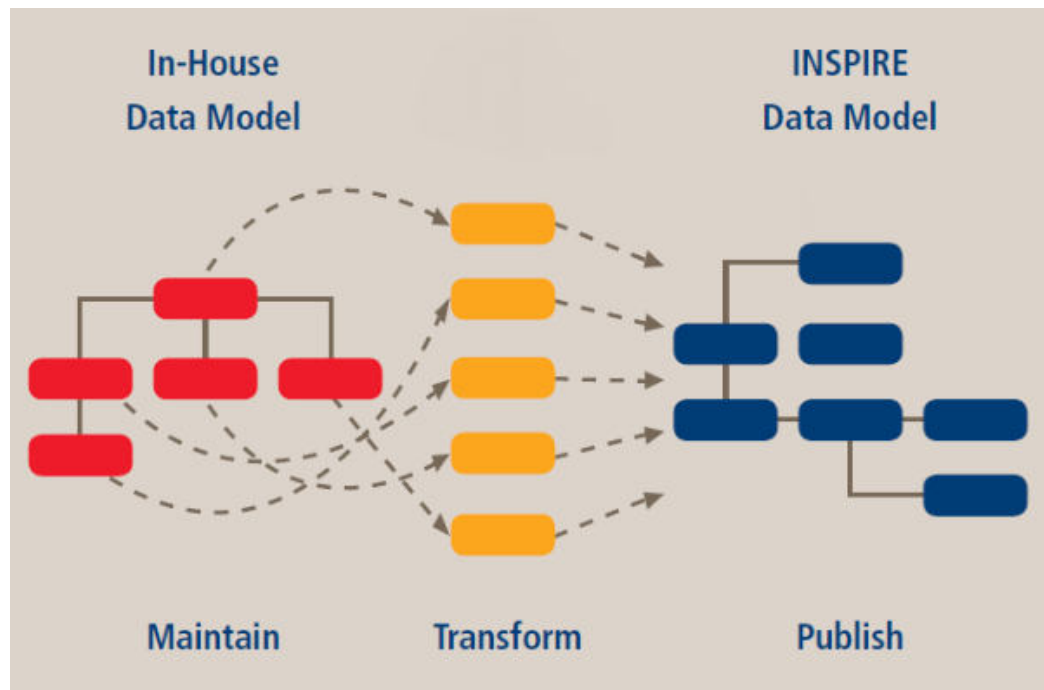 In-House
Data Model
INSPIRE
Data Model
Maintain
Transform
Publish